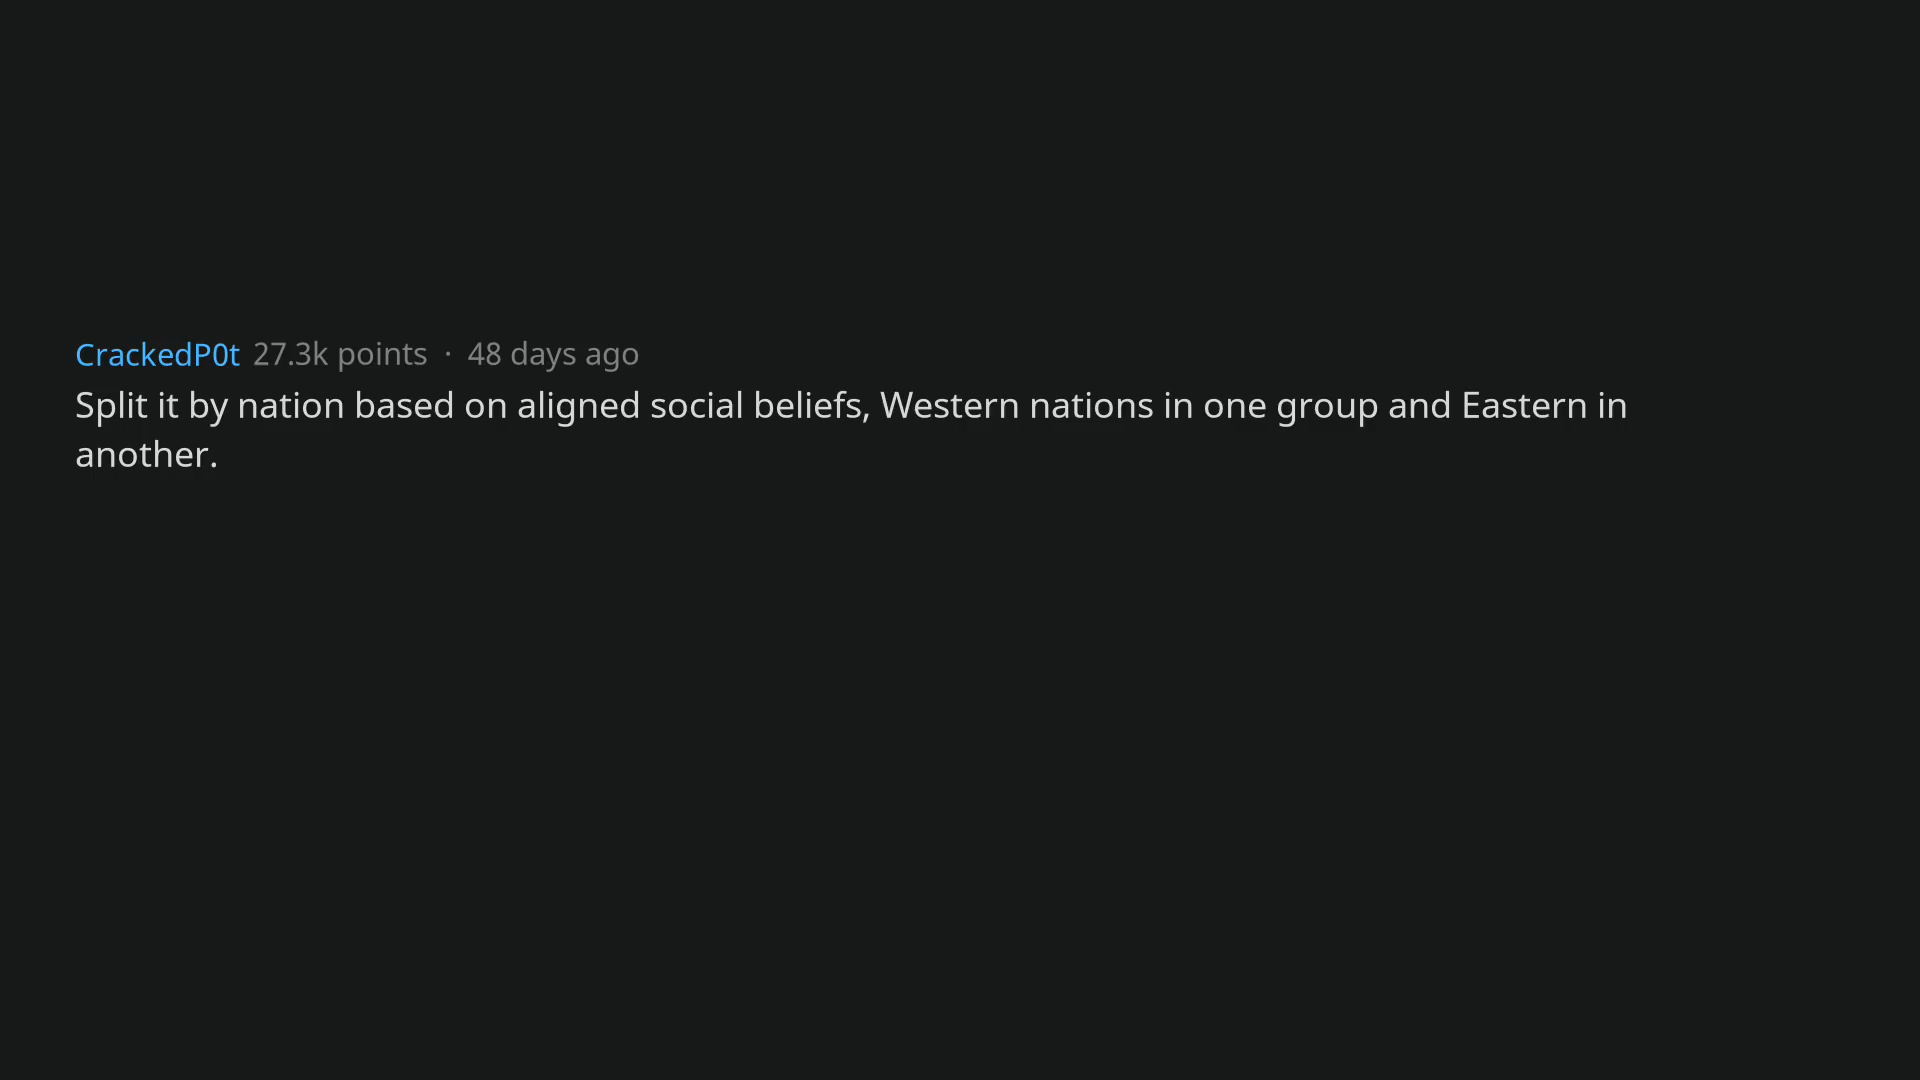 CrackedP0t 27.3k points · 48 days ago
Split it by nation based on aligned social beliefs, Western nations in one group and Eastern in
another.